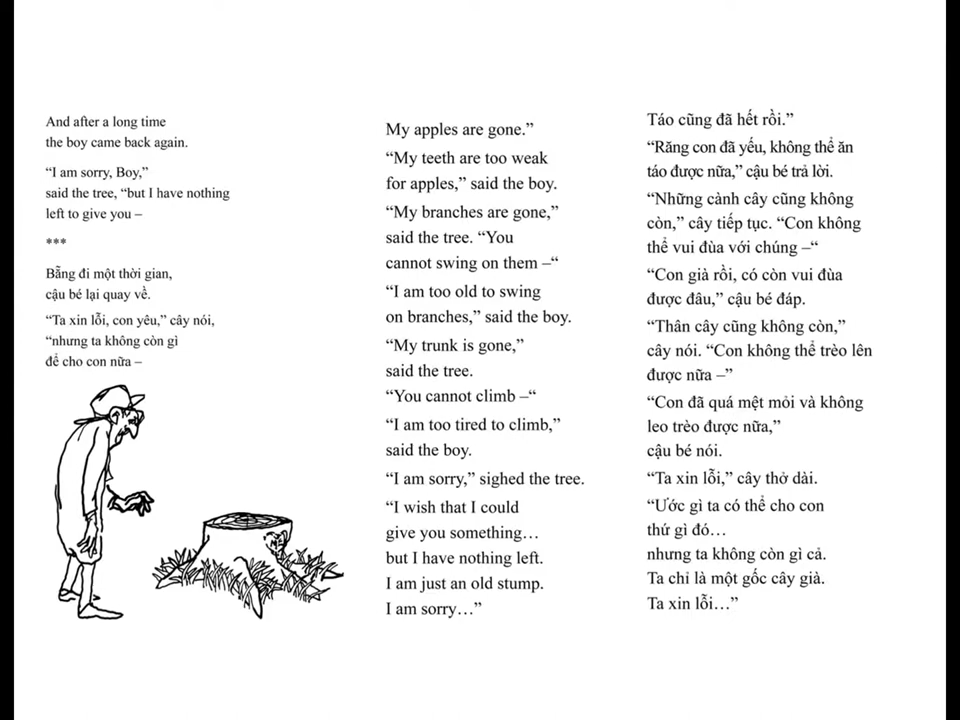 And after a long time
the boy came back again.
“I am sorry, Boy,”
said the tree, “but I have nothing
left to give you –
***
Bẵng đi một thời gian,
cậu bé lại quay về.
“Ta xin lỗi, con yêu,” cây nói,
“nhưng ta không còn gì
để cho con nữa –
My apples are gone.”
“My teeth are too weak
for apples,” said the boy.
“My branches are gone,”
said the tree. “You
cannot swing on them –“
“I am too old to swing
on branches,” said the boy.
“My trunk is gone,”
said the tree.
“You cannot climb –“
“I am too tired to climb,”
said the boy.
“I am sorry,” sighed the tree.
“I wish that I could
give you something…
but I have nothing left.
I am just an old stump.
I am sorry…”
Táo cũng đã hết rồi.”
“Răng con đã yếu, không thể ăn
táo được nữa,” cậu bé trả lời.
“Những cành cây cũng không
còn,” cây tiếp tục. “Con không
thể vui đùa với chúng –“
“Con già rồi, có còn vui đùa
được đâu,” cậu bé đáp.
“Thân cây cũng không còn,”
cây nói. “Con không thể trèo lên
được nữa –”
“Con đã quá mệt mỏi và không
leo trèo được nữa,”
cậu bé nói.
“Ta xin lỗi,” cây thở dài.
“Ước gì ta có thể cho con
thứ gì đó…
nhưng ta không còn gì cả.
Ta chỉ là một gốc cây già.
Ta xin lỗi…”